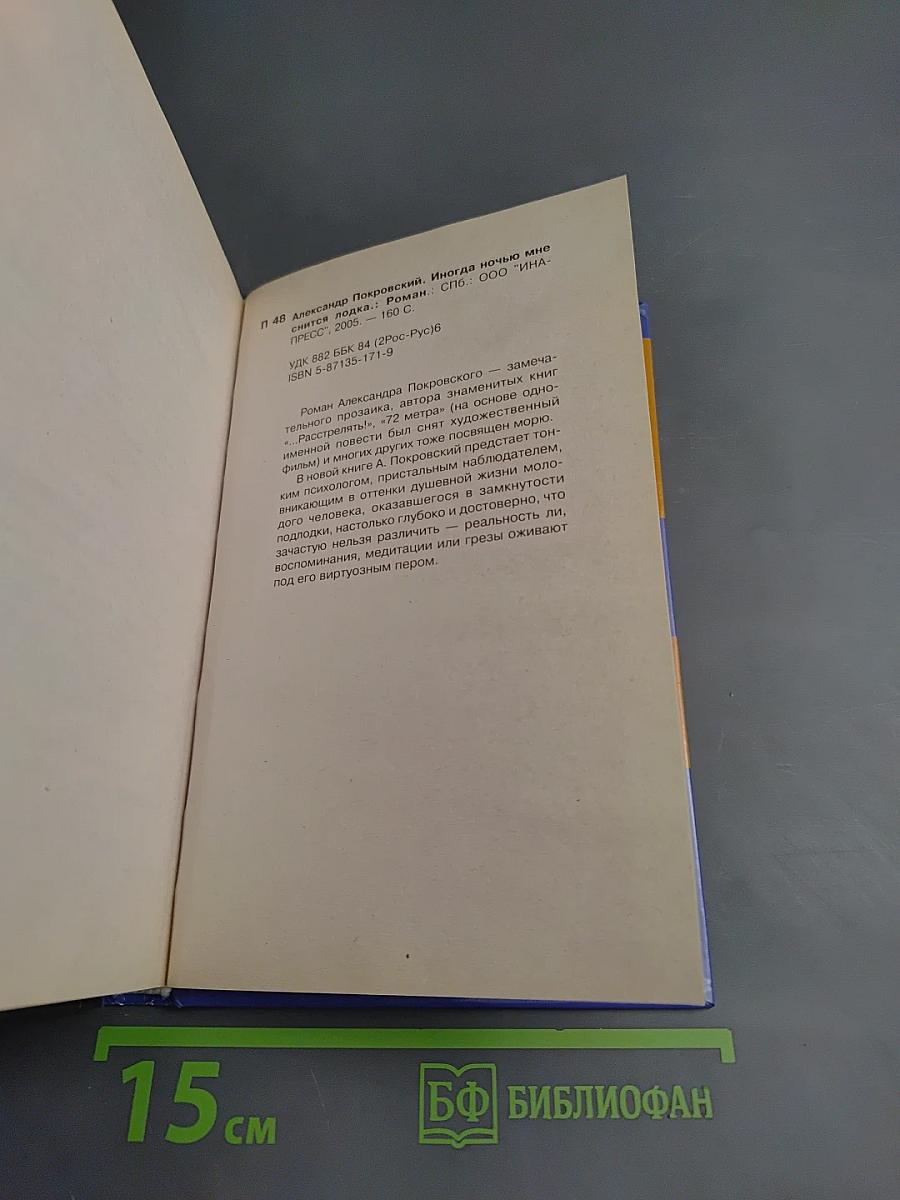 П 48 Александр Покровский. Иногда ночью мне
снится лодка.: Роман.: СПб.: ООО "ИНА-
ПРЕСС", 2005. — 160 С.
УДК 882 ББК 84 (2Рос-Рус)6
ISBN 5-87135-171-9
Роман Александра Покровского — замеча-
тельного прозаика, автора знаменитых книг
«...Расстрелять!», «72 метра» (на основе одно-
именной повести был снят художественный
фильм) и многих других тоже посвящен морю.
В новой книге А. Покровский предстает тон-
ким психологом, пристальным наблюдателем,
вникающим в оттенки душевной жизни моло-
дого человека, оказавшегося в замкнутости
подлодки, настолько глубоко и достоверно, что
зачастую нельзя различить — реальность ли,
воспоминания, медитации или грезы оживают
под его виртуозным пером.
15 см
БФ БИБЛИОФАН